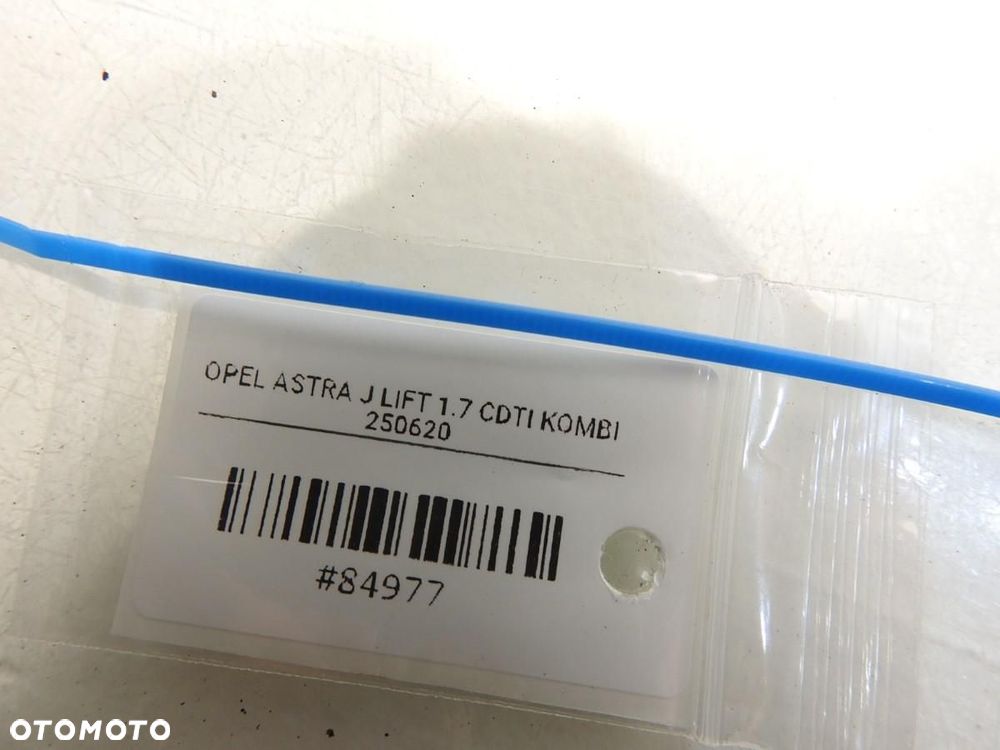 OPEL ASTRA J LIFT 1.7 CDTI KOMBI
250620
#84977
OTOMOTO